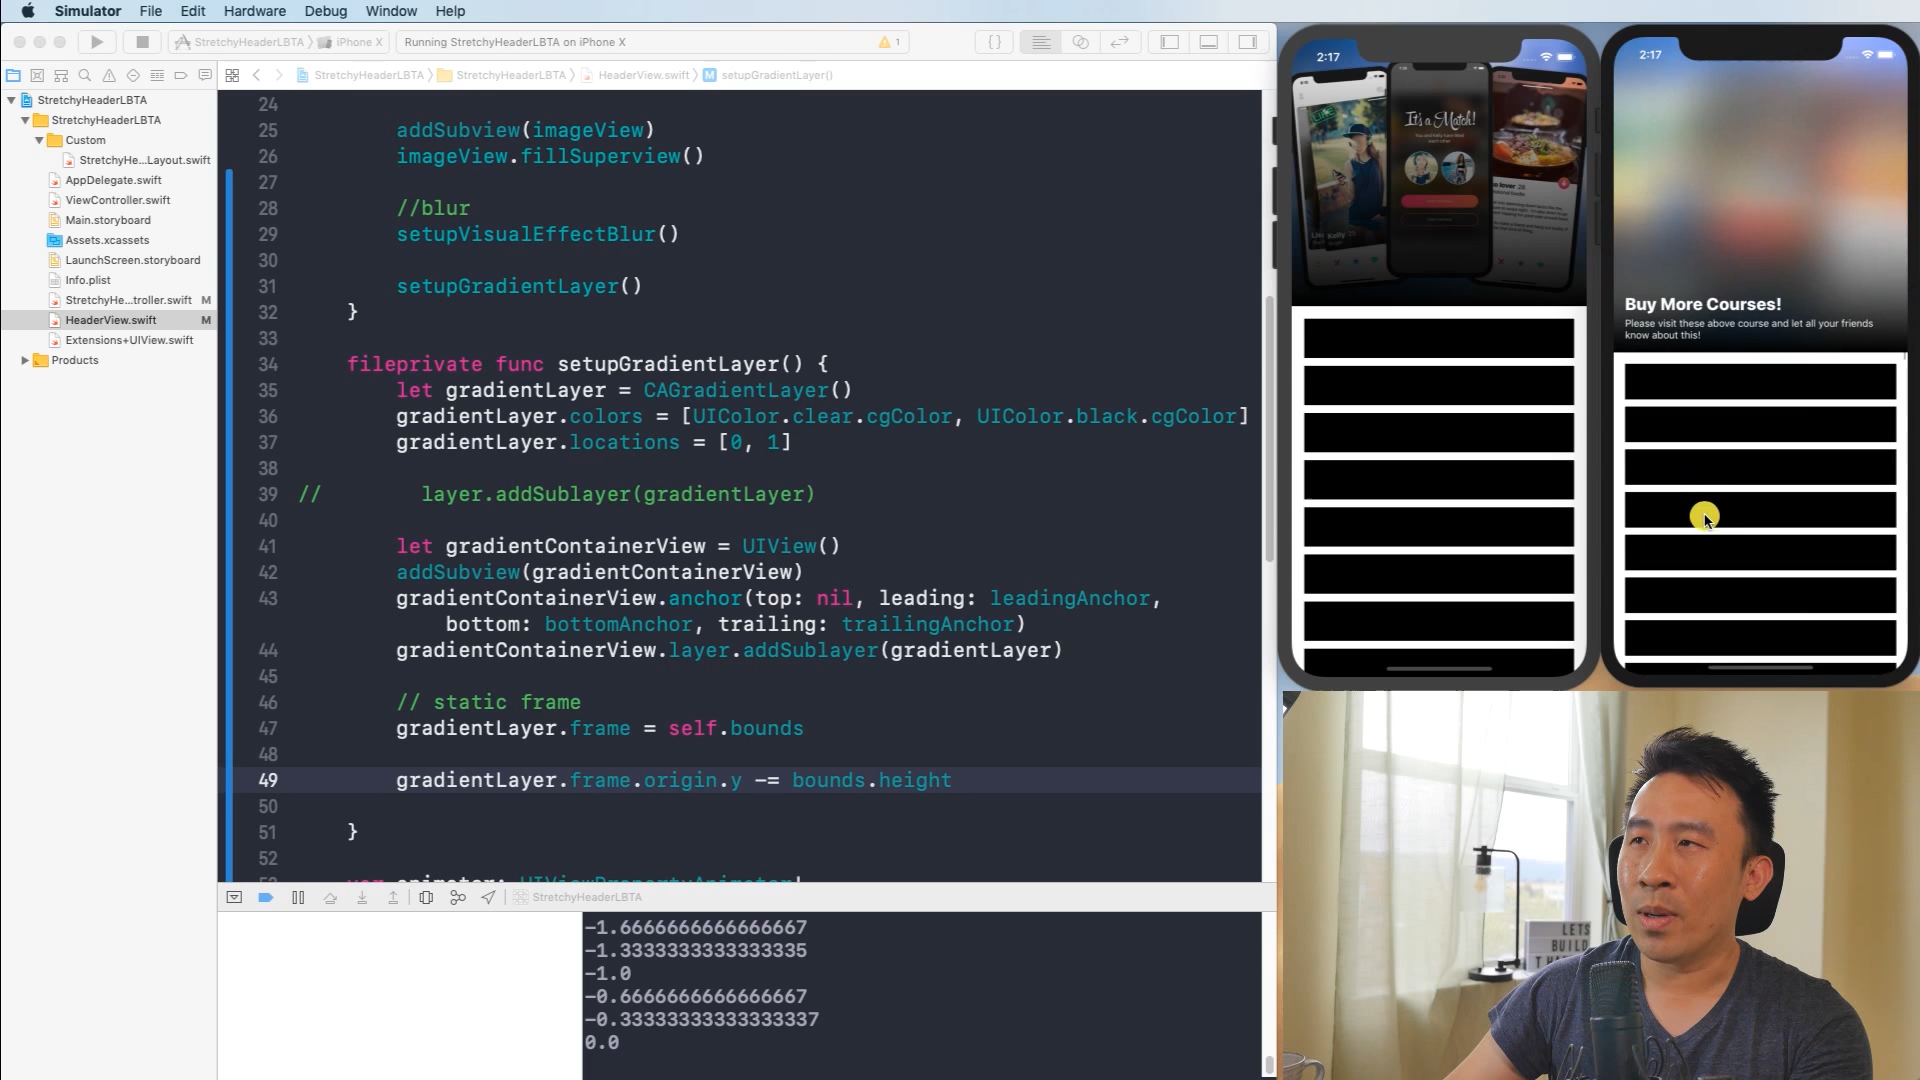 Simulator File Edit Hardware Debug Window Help
StretchyHeaderLBTA iPhone X
Running StretchyHeaderLBTA on iPhone X
1
StretchyHeaderLBTA StretchyHeaderLBTA HeaderView.swift M setupGradientLayer()
StretchyHeaderLBTA
StretchyHeaderLBTA
Custom
StretchyHe...Layout.swift
AppDelegate.swift
ViewController.swift
Main.storyboard
Assets.xcassets
LaunchScreen.storyboard
Info.plist
StretchyHe...troller.swift M
HeaderView.swift M
Extensions+UIView.swift
Products
24
25 addSubview(imageView)
26 imageView.fillSuperview()
27
28 //blur
29 setupVisualEffectBlur()
30
31 setupGradientLayer()
32 }
33
34 fileprivate func setupGradientLayer() {
35 let gradientLayer = CAGradientLayer()
36 gradientLayer.colors = [UIColor.clear.cgColor, UIColor.black.cgColor]
37 gradientLayer.locations = [0, 1]
38
39 // layer.addSublayer(gradientLayer)
40
41 let gradientContainerView = UIView()
42 addSubview(gradientContainerView)
43 gradientContainerView.anchor(top: nil, leading: leadingAnchor,
bottom: bottomAnchor, trailing: trailingAnchor)
44 gradientContainerView.layer.addSublayer(gradientLayer)
45
46 // static frame
47 gradientLayer.frame = self.bounds
48
49 gradientLayer.frame.origin.y -= bounds.height
50
51 }
52
StretchyHeaderLBTA
-1.6666666666666667
-1.3333333333333335
-1.0
-0.6666666666666667
-0.33333333333333337
0.0
2:17
It's a Match!
2:17
Buy More Courses!
Please visit these above course and let all your friends
know about this!
LETS
BUILD
T HAT